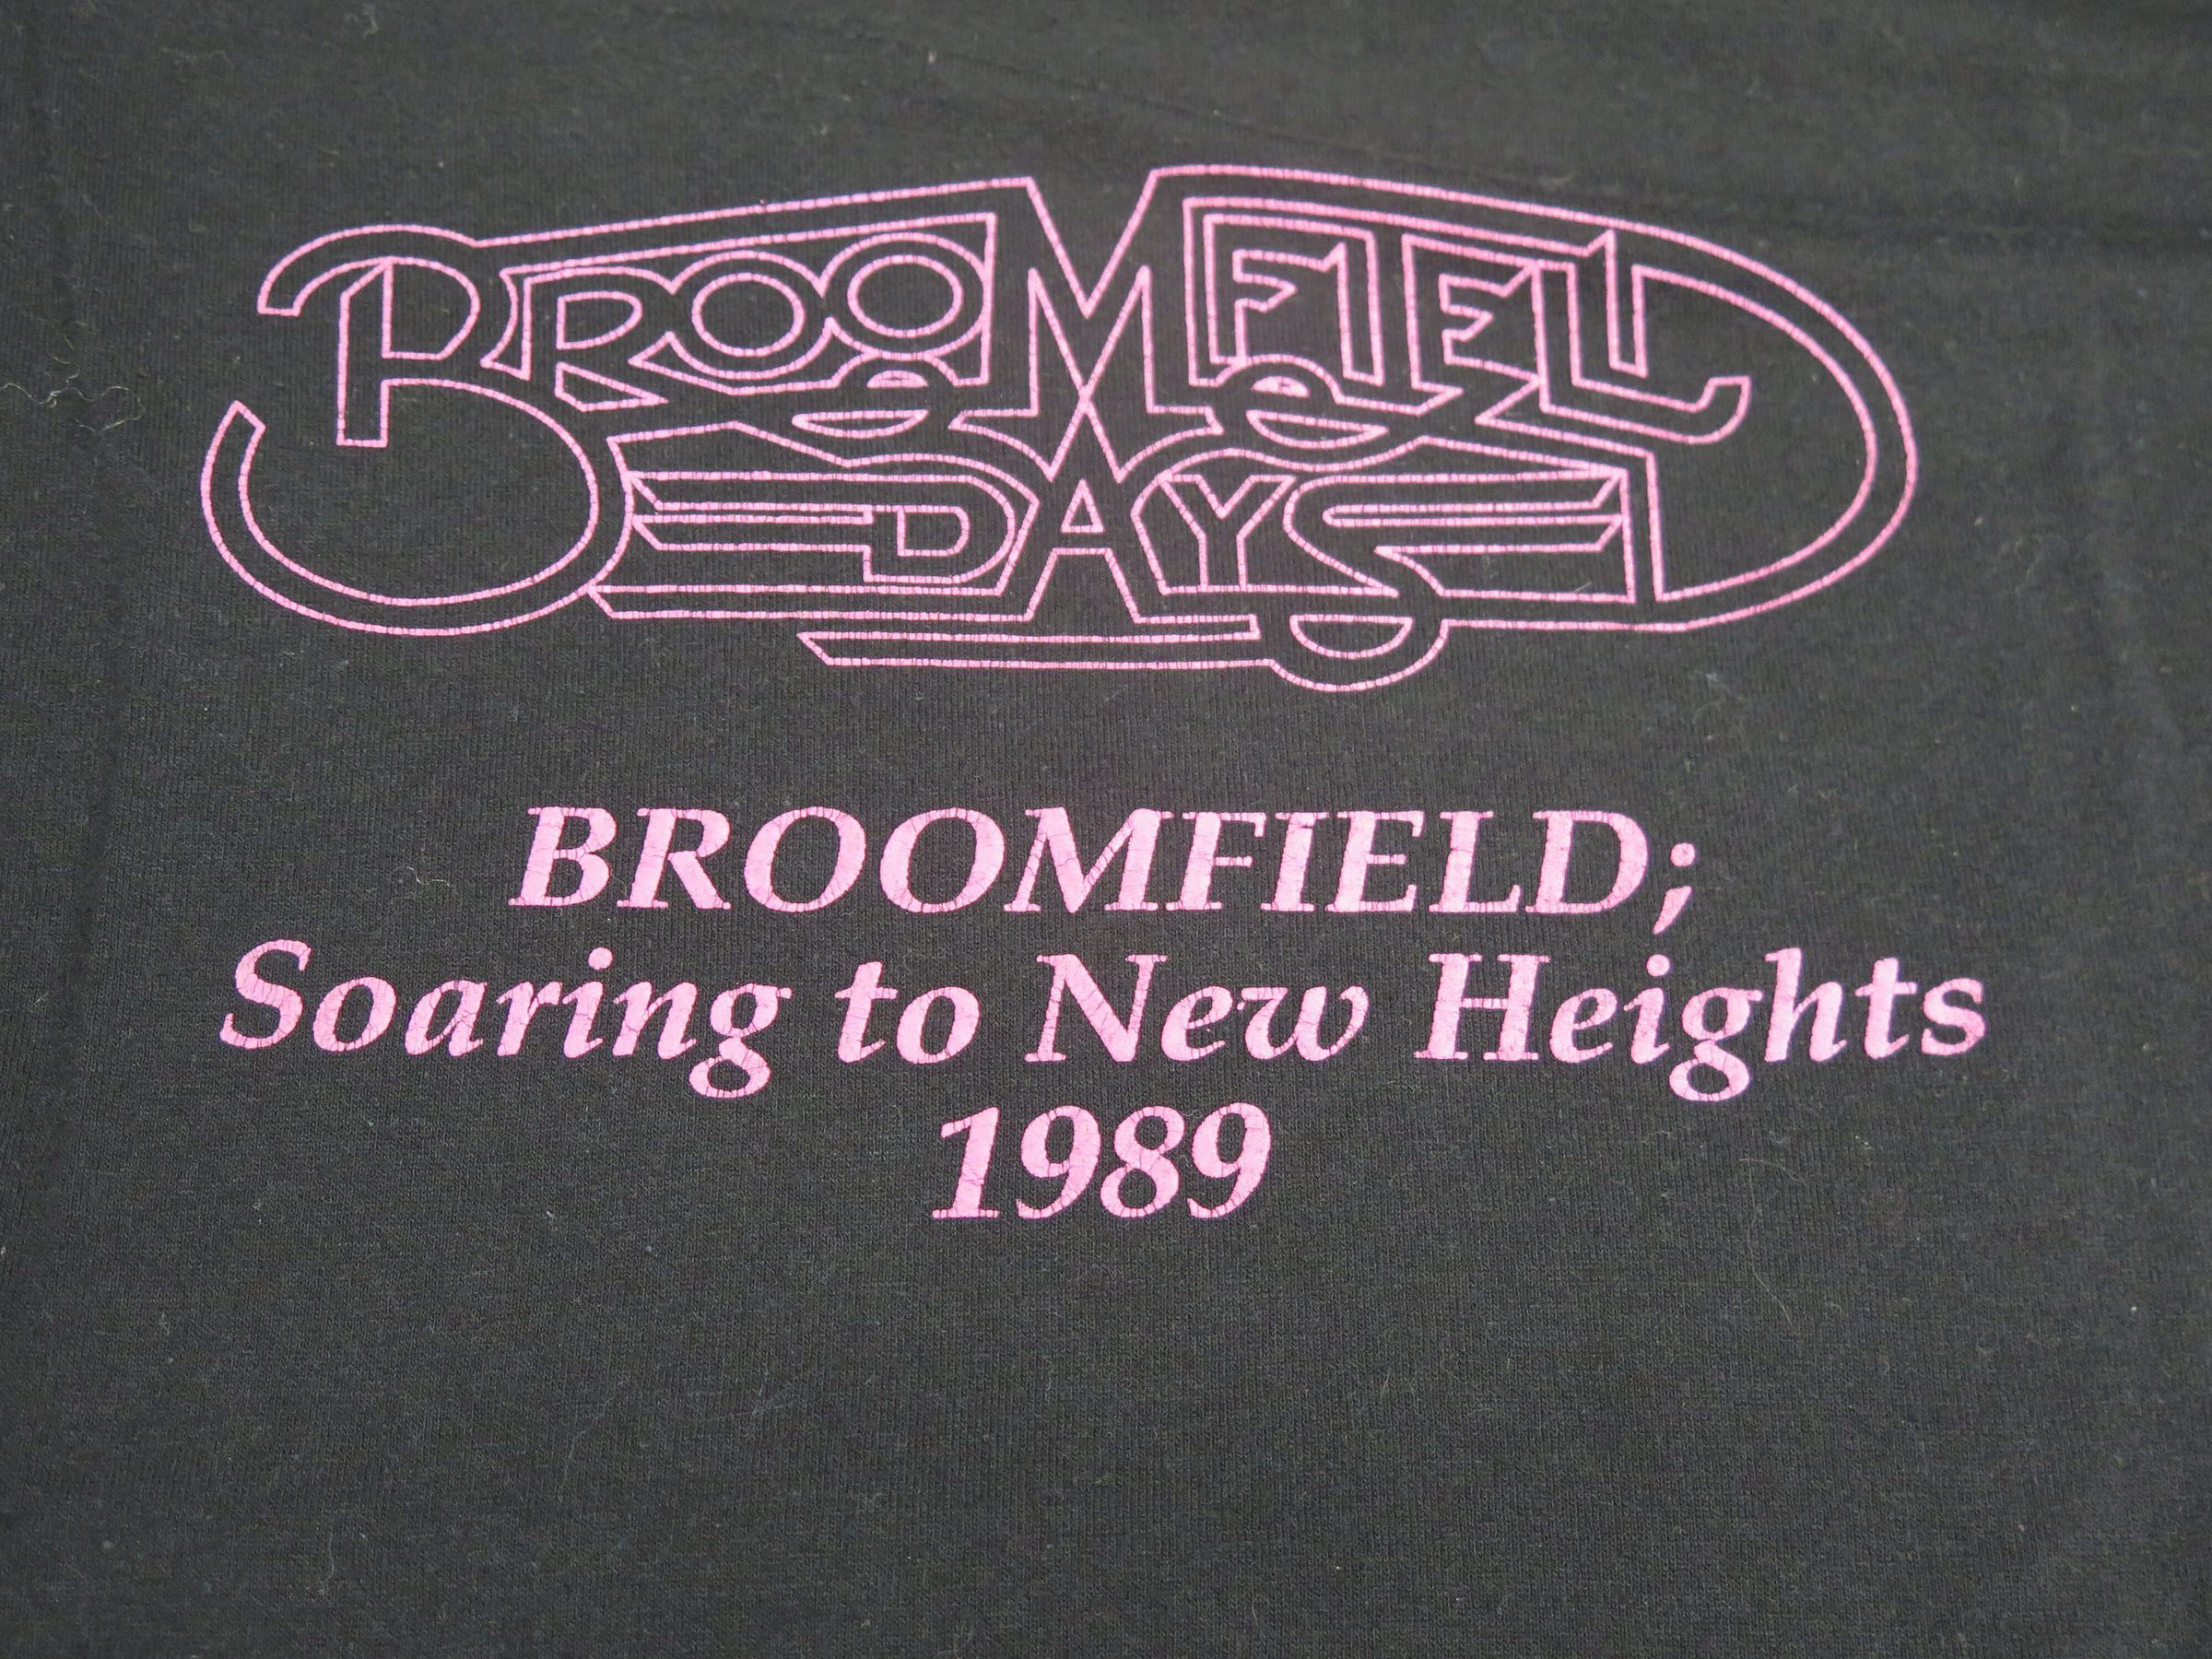 BROOMFIELD
DAYS
BROOMFIELD;
Soaring to New Heights
1989